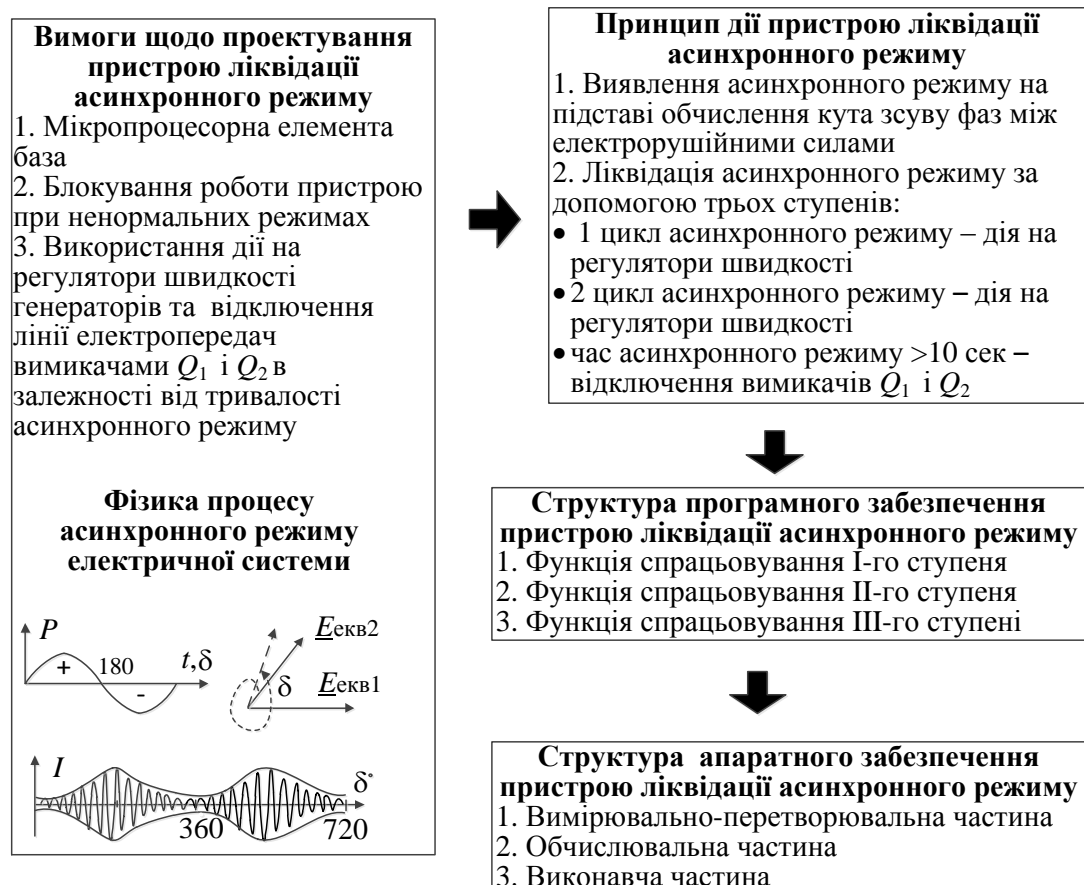 Вимоги щодо проектування
пристрою ліквідації
асинхронного режиму
1. Мікропроцесорна елемента
база
2. Блокування роботи пристрою
при ненормальних режимах
3. Використання дії на
регулятори швидкості
генераторів та відключення
лінії електропередач
вимикачами Q₁ і Q₂ в
залежності від тривалості
асинхронного режиму
Фізика процесу
асинхронного режиму
електричної системи
P
+
180
-
t,δ
Eекв2
δ
Eекв1
I
δ°
360
720
Принцип дії пристрою ліквідації
асинхронного режиму
1. Виявлення асинхронного режиму на
підставі обчислення кута зсуву фаз між
електрорушійними силами
2. Ліквідація асинхронного режиму за
допомогою трьох ступенів:
• 1 цикл асинхронного режиму – дія на
регулятори швидкості
• 2 цикл асинхронного режиму – дія на
регулятори швидкості
• час асинхронного режиму >10 сек –
відключення вимикачів Q₁ і Q₂
Структура програмного забезпечення
пристрою ліквідації асинхронного режиму
1. Функція спрацьовування І-го ступеня
2. Функція спрацьовування ІІ-го ступеня
3. Функція спрацьовування ІІІ-го ступені
Структура апаратного забезпечення
пристрою ліквідації асинхронного режиму
1. Вимірювально-перетворювальна частина
2. Обчислювальна частина
3. Виконавча частина